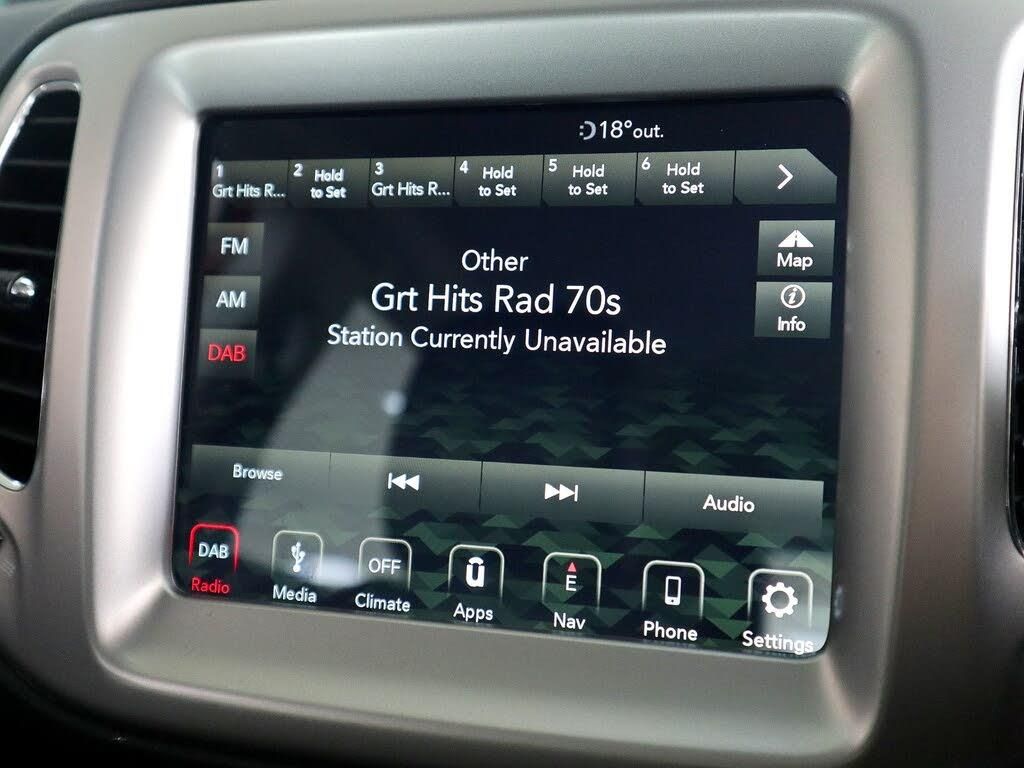 :D18°out.
1
Grt Hits R...
2 Hold
to Set
3
Grt Hits R...
4 Hold
to Set
5 Hold
to Set
6 Hold
to Set
FM
AM
DAB
Other
Grt Hits Rad 70s
Station Currently Unavailable
Map
Info
Browse
Audio
DAB
Radio
Media
OFF
Climate
Apps
E
Nav
Phone
Settings